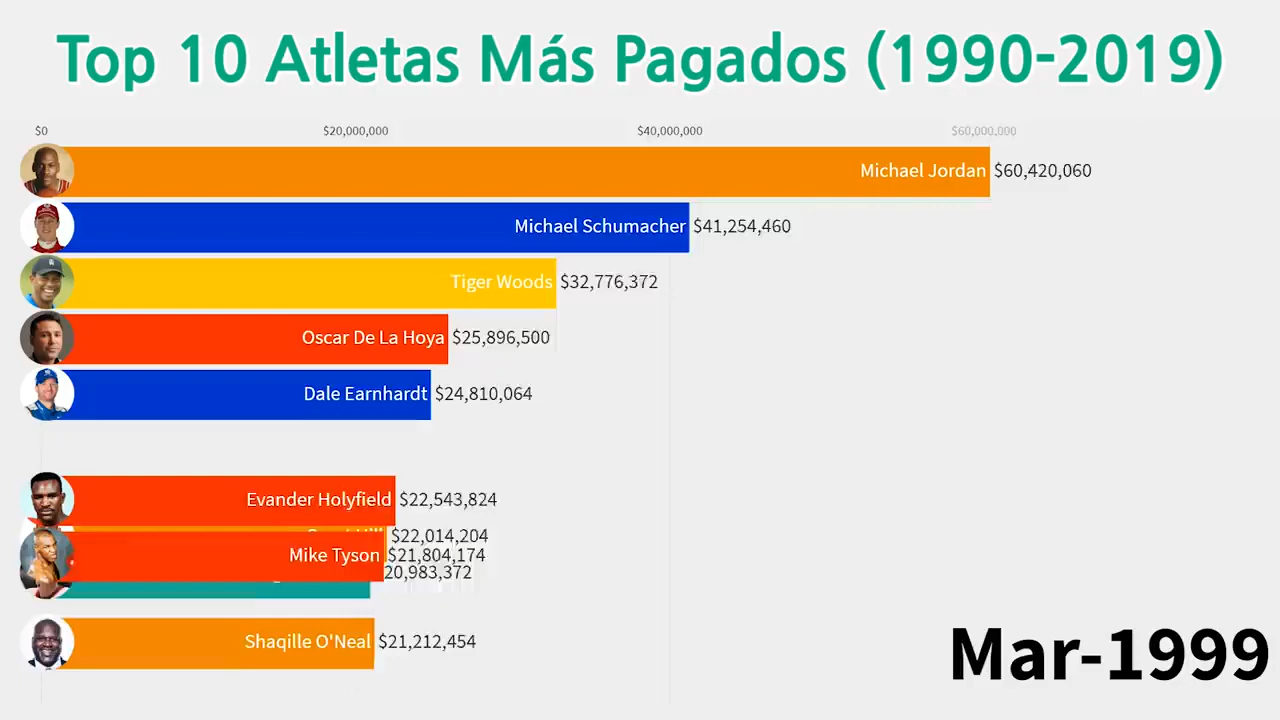 Top 10 Atletas Más Pagados (1990-2019)
$0 $20,000,000 $40,000,000 $60,000,000
Michael Jordan $60,420,060
Michael Schumacher $41,254,460
Tiger Woods $32,776,372
Oscar De La Hoya $25,896,500
Dale Earnhardt $24,810,064
Evander Holyfield $22,543,824
$22,014,204
Mike Tyson $21,804,174
20,983,372
Shaqille O'Neal $21,212,454
Mar-1999